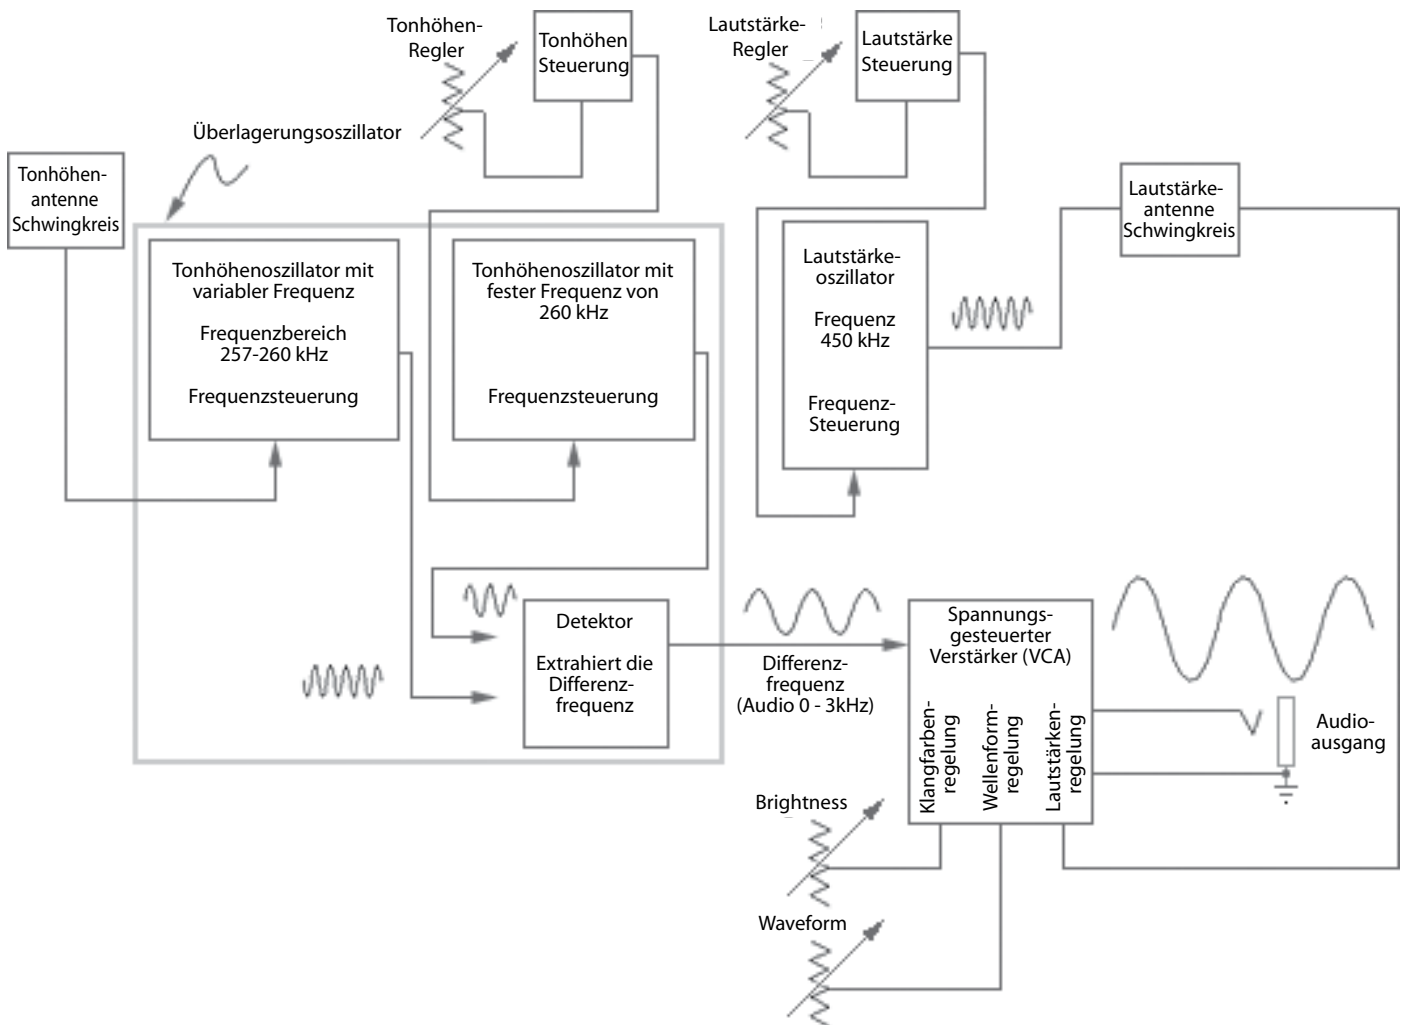 Tonhöhen-
Regler
Tonhöhen
Steuerung
Lautstärke-
Regler
Lautstärke
Steuerung
Überlagerungsoszillator
Tonhöhen-
antenne
Schwingkreis
Lautstärke-
antenne
Schwingkreis
Tonhöhenoszillator mit
variabler Frequenz
Frequenzbereich
257-260 kHz
Frequenzsteuerung
Tonhöhenoszillator mit
fester Frequenz von
260 kHz
Frequenzsteuerung
Lautstärke-
oszillator
Frequenz
450 kHz
Frequenz-
Steuerung
Detektor
Extrahiert die
Differenz-
frequenz
Differenz-
frequenz
(Audio 0 - 3kHz)
Spannungs-
gesteuerter
Verstärker (VCA)
Klangfarben-
regelung
Wellenform-
regelung
Lautstärken-
regelung
Audio-
ausgang
Brightness
Waveform